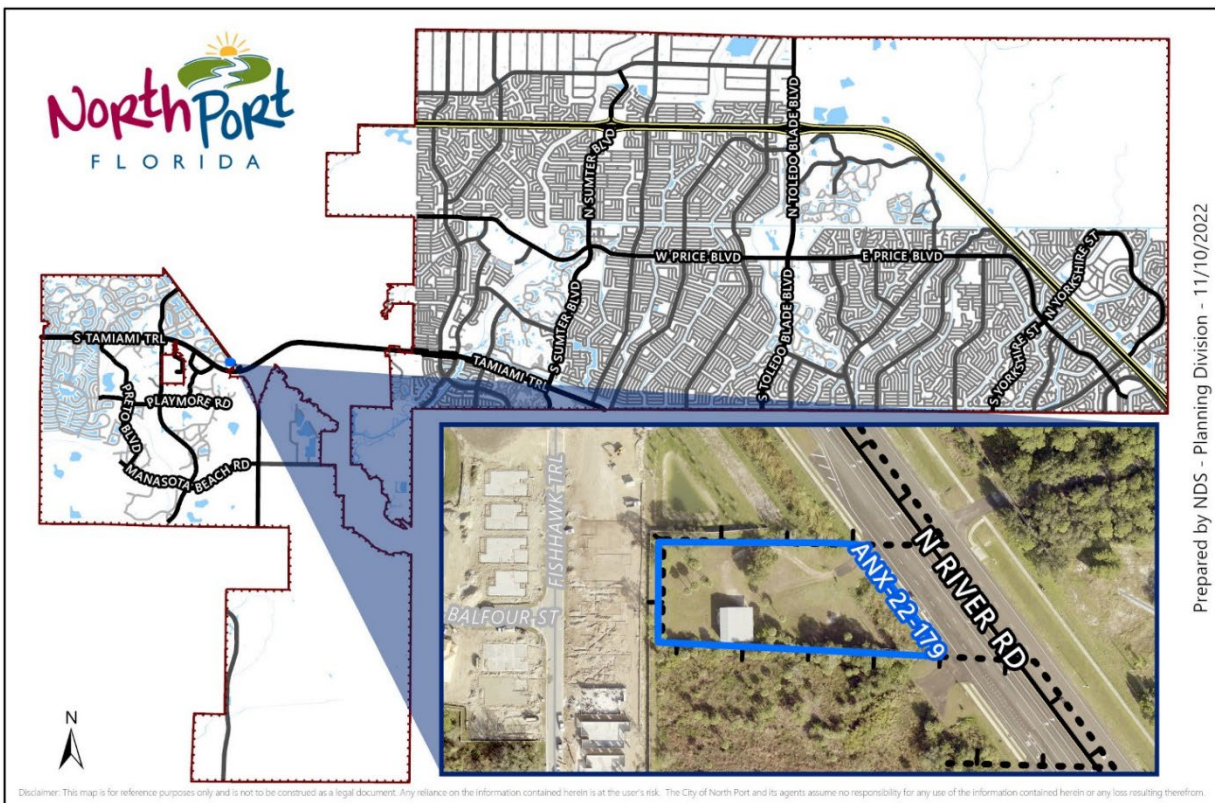 North Port
FLORIDA
N SUMTER BLVD
N TOLEDO BLADE BLVD
W PRICE BLVD
E PRICE BLVD
N YORKSHIRE ST
S SUMTER BLVD
S TOLEDO BLADE BLVD
S YORKSHIRE ST
S TAMIAMI TRL
TAMIAMI TRL
PRETO BLVD
PLAYMORE RD
MANASOTA BEACH RD
FISHHAWK TRL
BALFOUR ST
ANX-22-179
N RIVER RD
N
Prepared by NDS - Planning Division - 11/10/2022
Disclaimer: This map is for reference purposes only and is not to be construed as a legal document. Any reliance on the information contained herein is at the user's risk. The City of North Port and its agents assume no responsibility for any use of the information contained herein or any loss resulting therefrom.